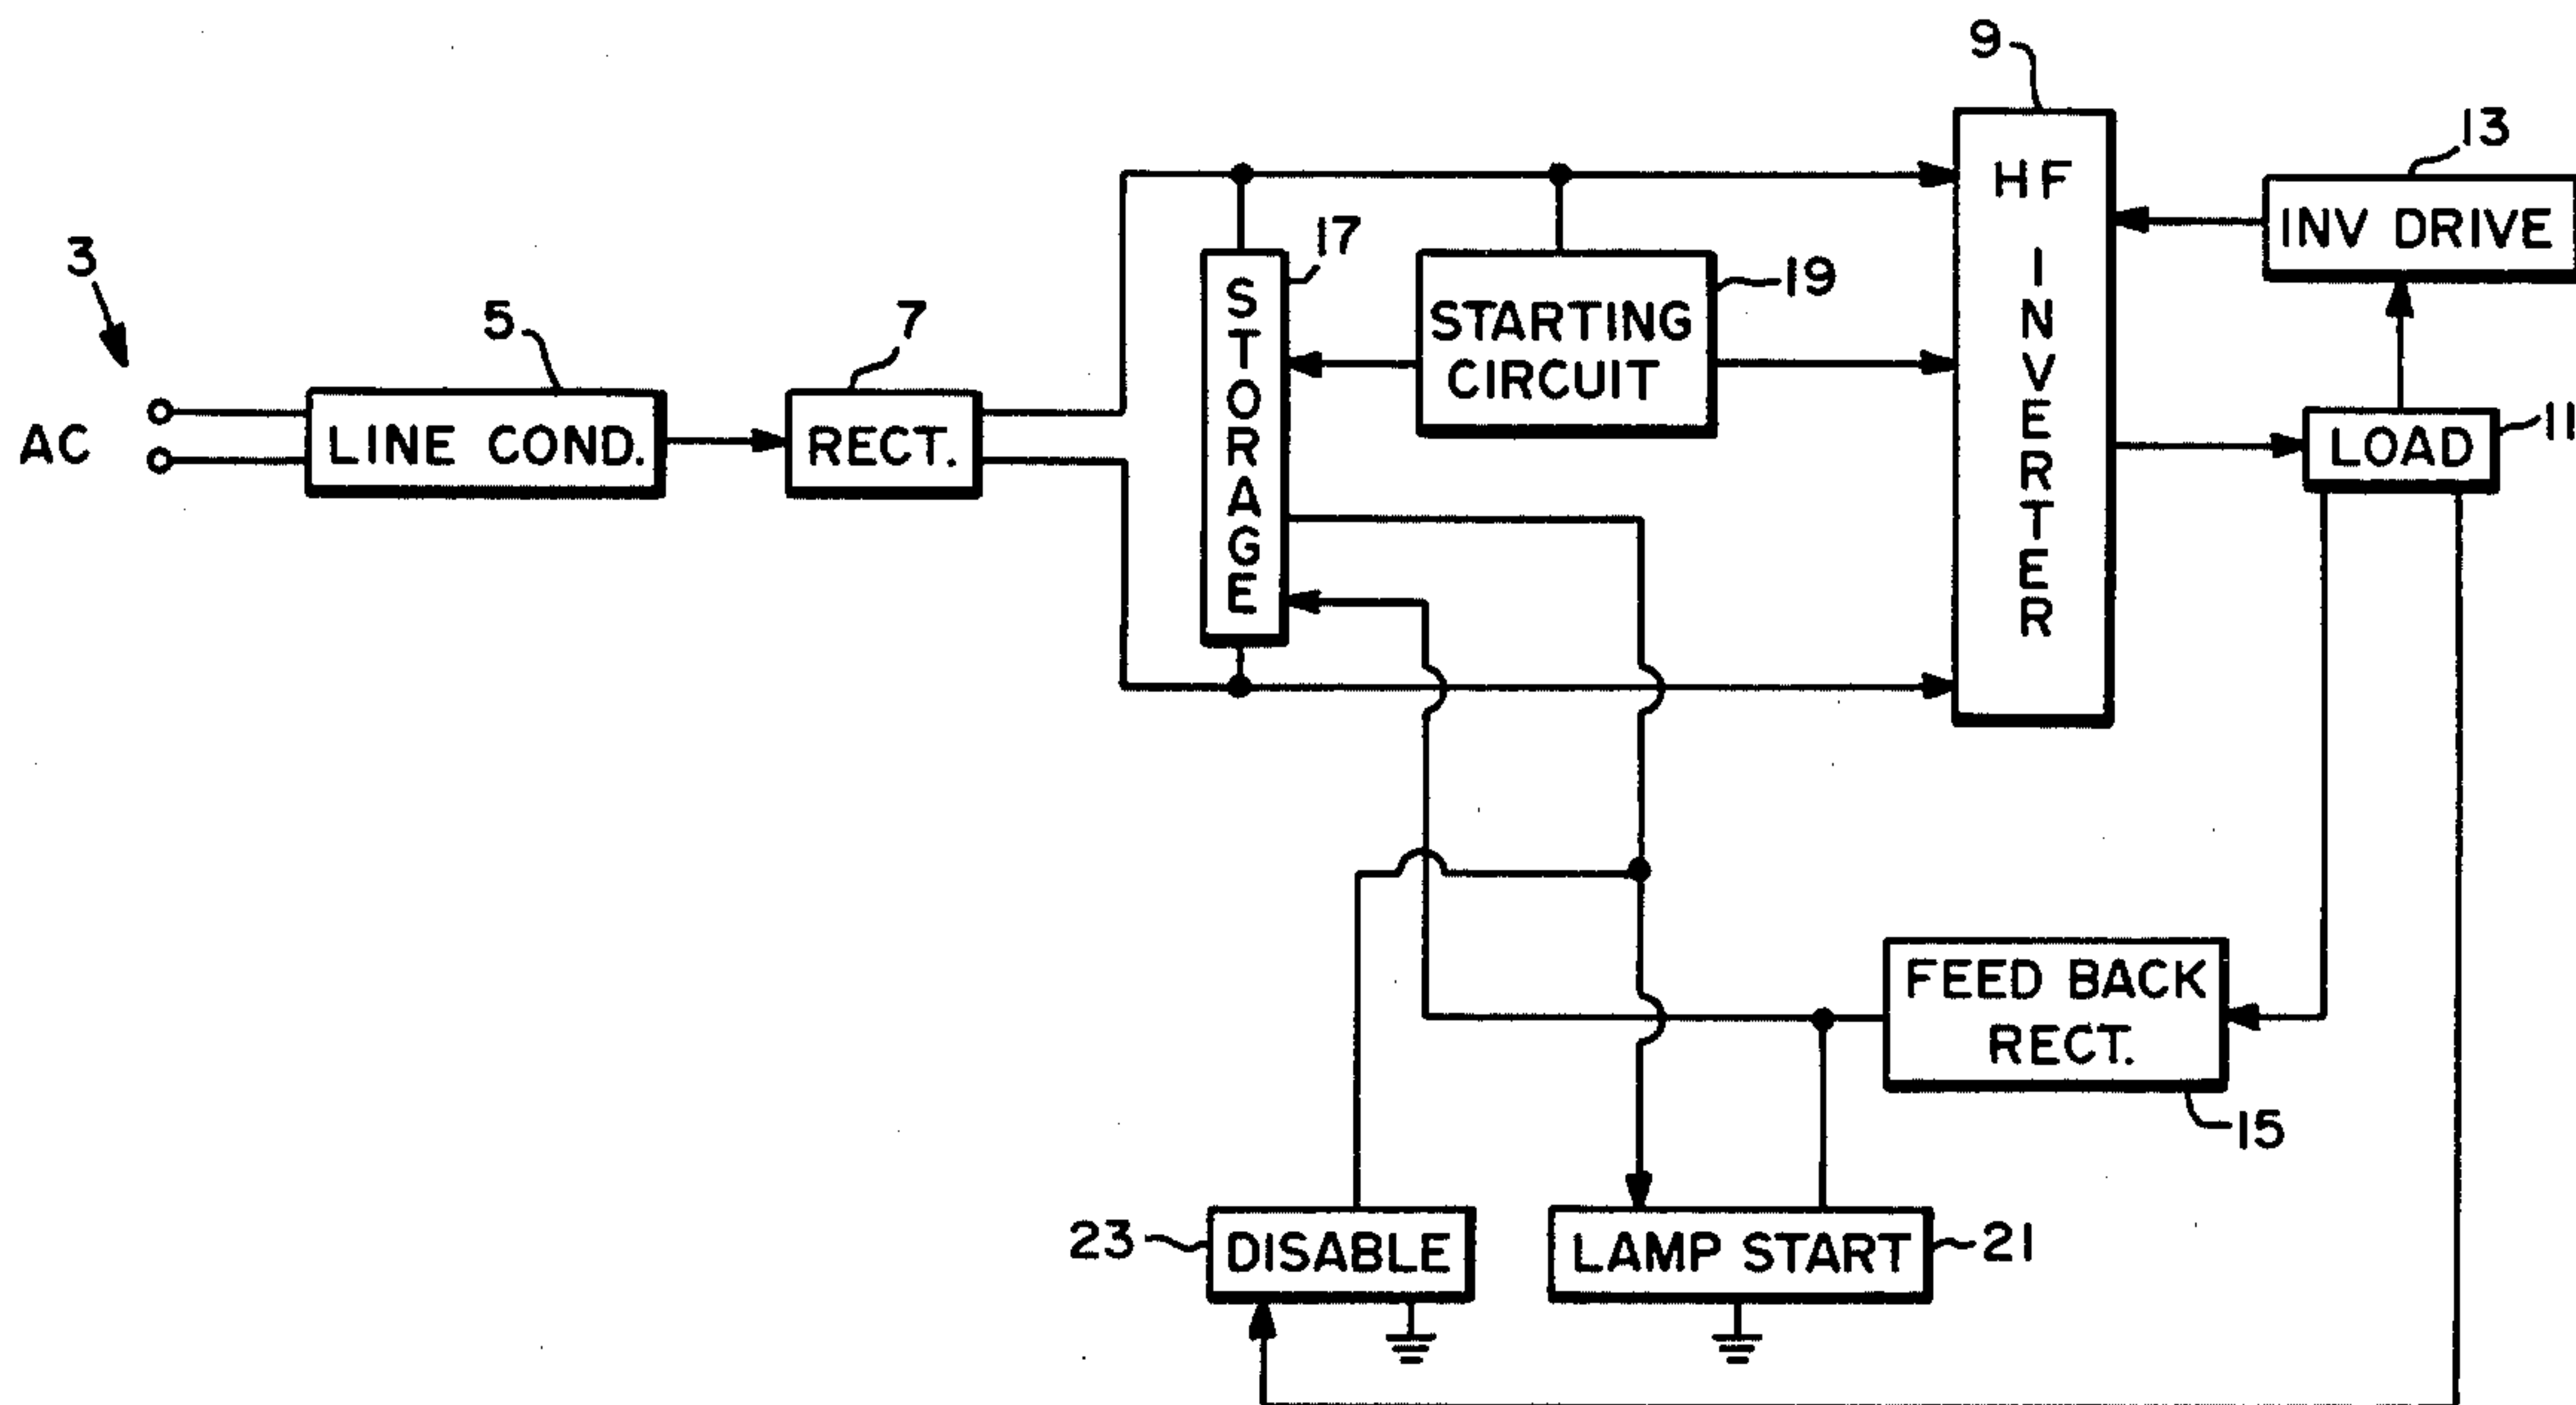 9
13
HF INVERTER
INV DRIVE
3
17
STORAGE
19
STARTING
CIRCUIT
5
7
AC
LINE COND.
RECT.
LOAD
11
FEED BACK
RECT.
15
23
DISABLE
LAMP START
21